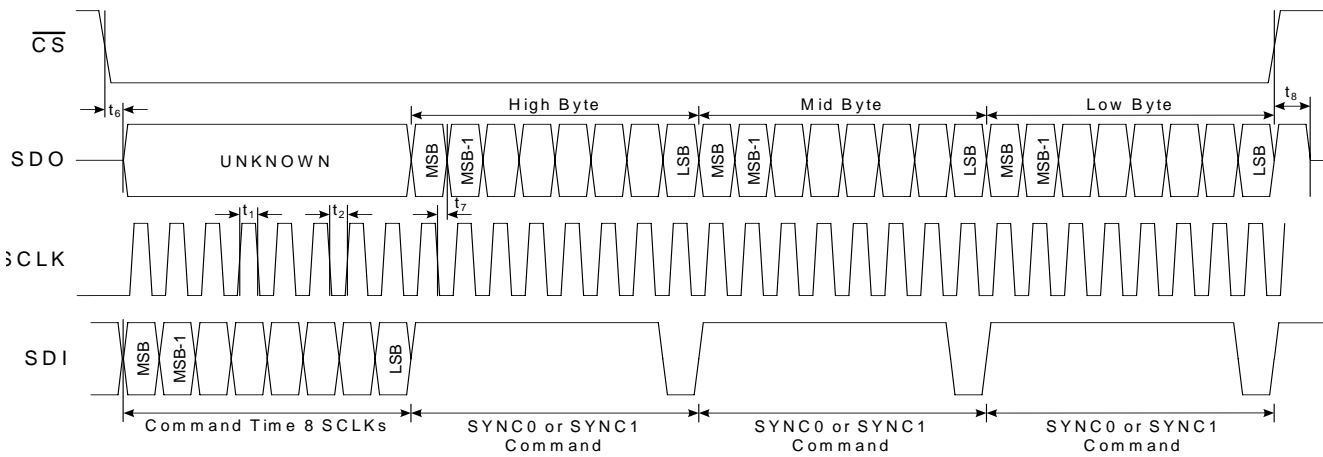 CS
t6
High Byte
Mid Byte
Low Byte
t8
SDO
UNKNOWN
MSB
MSB-1
LSB
MSB
MSB-1
LSB
MSB
MSB-1
LSB
t1
t2
t7
SCLK
SDI
MSB
MSB-1
LSB
Command Time 8 SCLKs
SYNC0 or SYNC1
Command
SYNC0 or SYNC1
Command
SYNC0 or SYNC1
Command